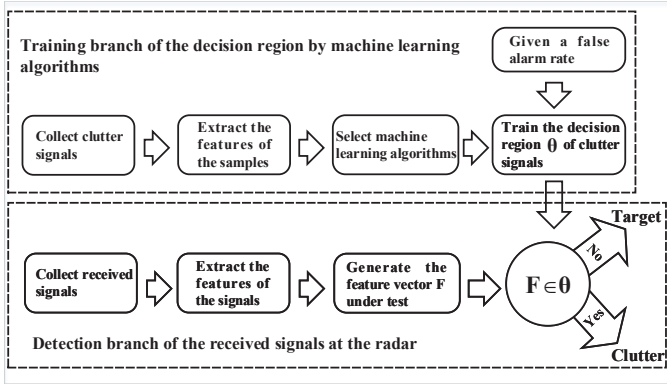 Training branch of the decision region by machine learning
algorithms
Given a false
alarm rate
Collect clutter
signals
Extract the
features of
the samples
Select machine
learning algorithms
Train the decision
region θ of clutter
signals
Collect received
signals
Extract the
features of
the signals
Generate the
feature vector F
under test
F∈θ
No
Target
Yes
Clutter
Detection branch of the received signals at the radar